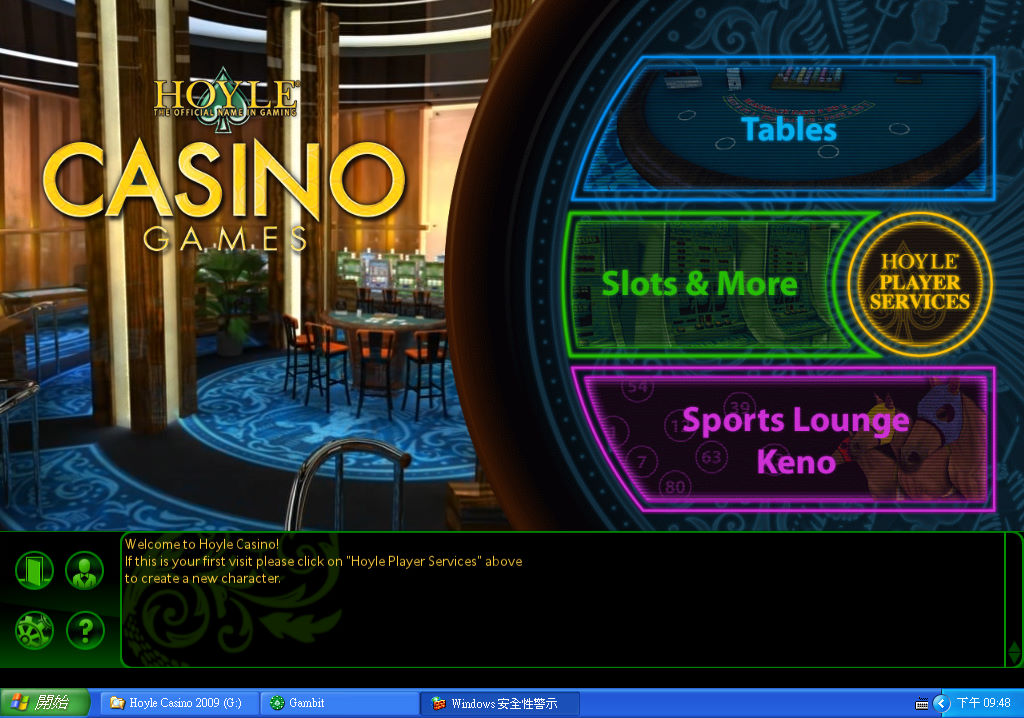 HOYLE®
THE OFFICIAL NAME IN GAMING
CASINO
GAMES
Tables
Slots & More
HOYLE®
PLAYER
SERVICES
54
39
7
63
80
Sports Lounge
Keno
Welcome to Hoyle Casino!
If this is your first visit please click on "Hoyle Player Services" above
to create a new character.
?
開始
Hoyle Casino 2009 (G:)
Gambit
Windows 安全性警示
下午 09:48